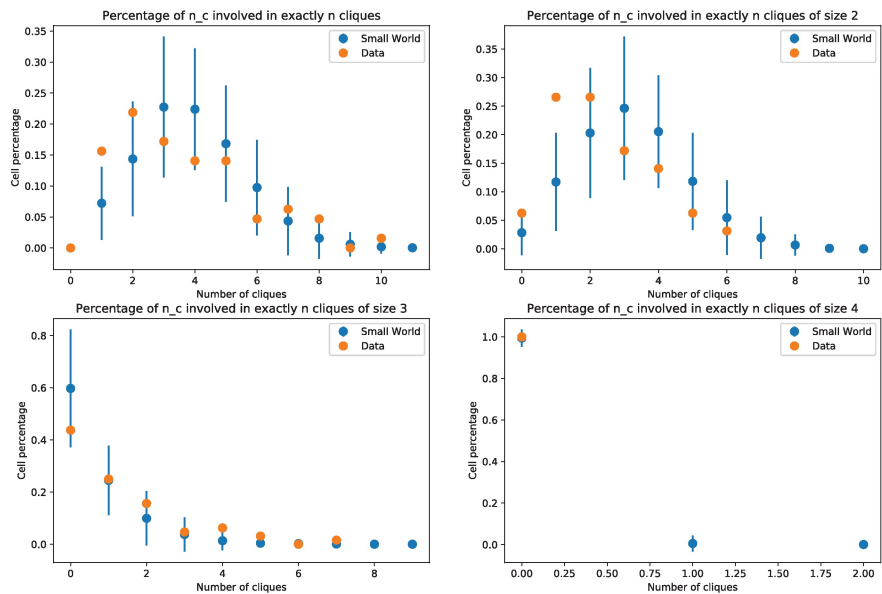 Percentage of n_c involved in exactly n cliques
0.35
0.30
0.25
0.20
0.15
0.10
0.05
0.00
Cell percentage
Small World
Data
0 2 4 6 8 10
Number of cliques
Percentage of n_c involved in exactly n cliques of size 2
0.35
0.30
0.25
0.20
0.15
0.10
0.05
0.00
Cell percentage
Small World
Data
0 2 4 6 8 10
Number of cliques
Percentage of n_c involved in exactly n cliques of size 3
0.8
0.6
0.4
0.2
0.0
Cell percentage
Small World
Data
0 2 4 6 8
Number of cliques
Percentage of n_c involved in exactly n cliques of size 4
1.0
0.8
0.6
0.4
0.2
0.0
Cell percentage
Small World
Data
0.00 0.25 0.50 0.75 1.00 1.25 1.50 1.75 2.00
Number of cliques